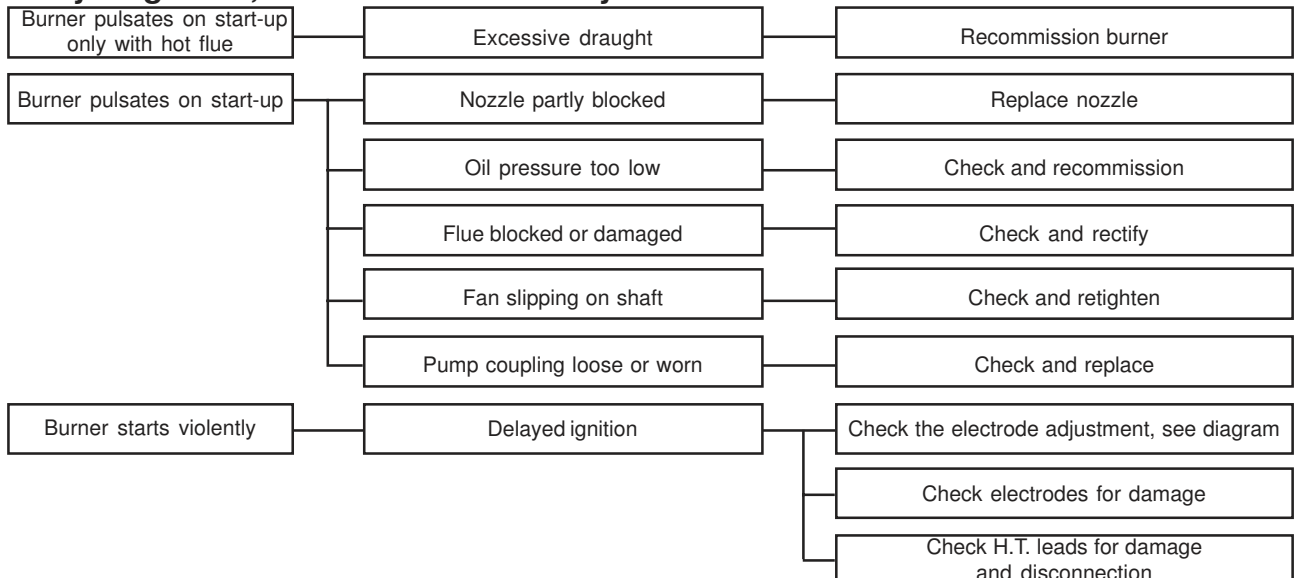 Burner pulsates on start-up
only with hot flue
Excessive draught
Recommission burner
Burner pulsates on start-up
Nozzle partly blocked
Replace nozzle
Oil pressure too low
Check and recommission
Flue blocked or damaged
Check and rectify
Fan slipping on shaft
Check and retighten
Pump coupling loose or worn
Check and replace
Burner starts violently
Delayed ignition
Check the electrode adjustment, see diagram
Check electrodes for damage
Check H.T. leads for damage
and disconnection